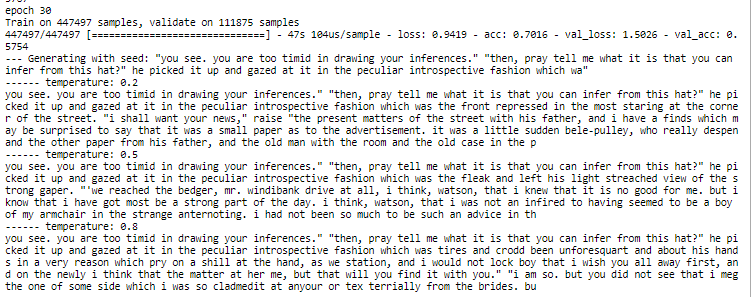 epoch 30
Train on 447497 samples, validate on 111875 samples
447497/447497 [==============================] - 47s 104us/sample - loss: 0.9419 - acc: 0.7016 - val_loss: 1.5026 - val_acc: 0.
5754
--- Generating with seed: "you see. you are too timid in drawing your inferences." "then, pray tell me what it is that you can
infer from this hat?" he picked it up and gazed at it in the peculiar introspective fashion which wa"
------ temperature: 0.2
you see. you are too timid in drawing your inferences." "then, pray tell me what it is that you can infer from this hat?" he pi
cked it up and gazed at it in the peculiar introspective fashion which was the front repressed in the most staring at the corne
r of the street. "i shall want your news," raise "the present matters of the street with his father, and i have a finds which m
ay be surprised to say that it was a small paper as to the advertisement. it was a little sudden bele-pulley, who really despen
and the other paper from his father, and the old man with the room and the old case in the p
------ temperature: 0.5
you see. you are too timid in drawing your inferences." "then, pray tell me what it is that you can infer from this hat?" he pi
cked it up and gazed at it in the peculiar introspective fashion which was the fleak and left his light streached view of the s
trong gaper. "'we reached the bedger, mr. windibank drive at all, i think, watson, that i knew that it is no good for me. but i
know that i have got most be a strong part of the day. i think, watson, that i was not an infired to having seemed to be a boy
of my armchair in the strange anternoting. i had not been so much to be such an advice in th
------ temperature: 0.8
you see. you are too timid in drawing your inferences." "then, pray tell me what it is that you can infer from this hat?" he pi
cked it up and gazed at it in the peculiar introspective fashion which was tires and crodd been unforesquart and about his hand
s in a very reason which pry on a shill at the hand, as we station, and i would not lock boy that i wish you all away first, an
d on the newly i think that the matter at her me, but that will you find it with you." "i am so. but you did not see that i meg
the one of some side which i was so cladmedit at anyour or tex terrially from the brides. bu